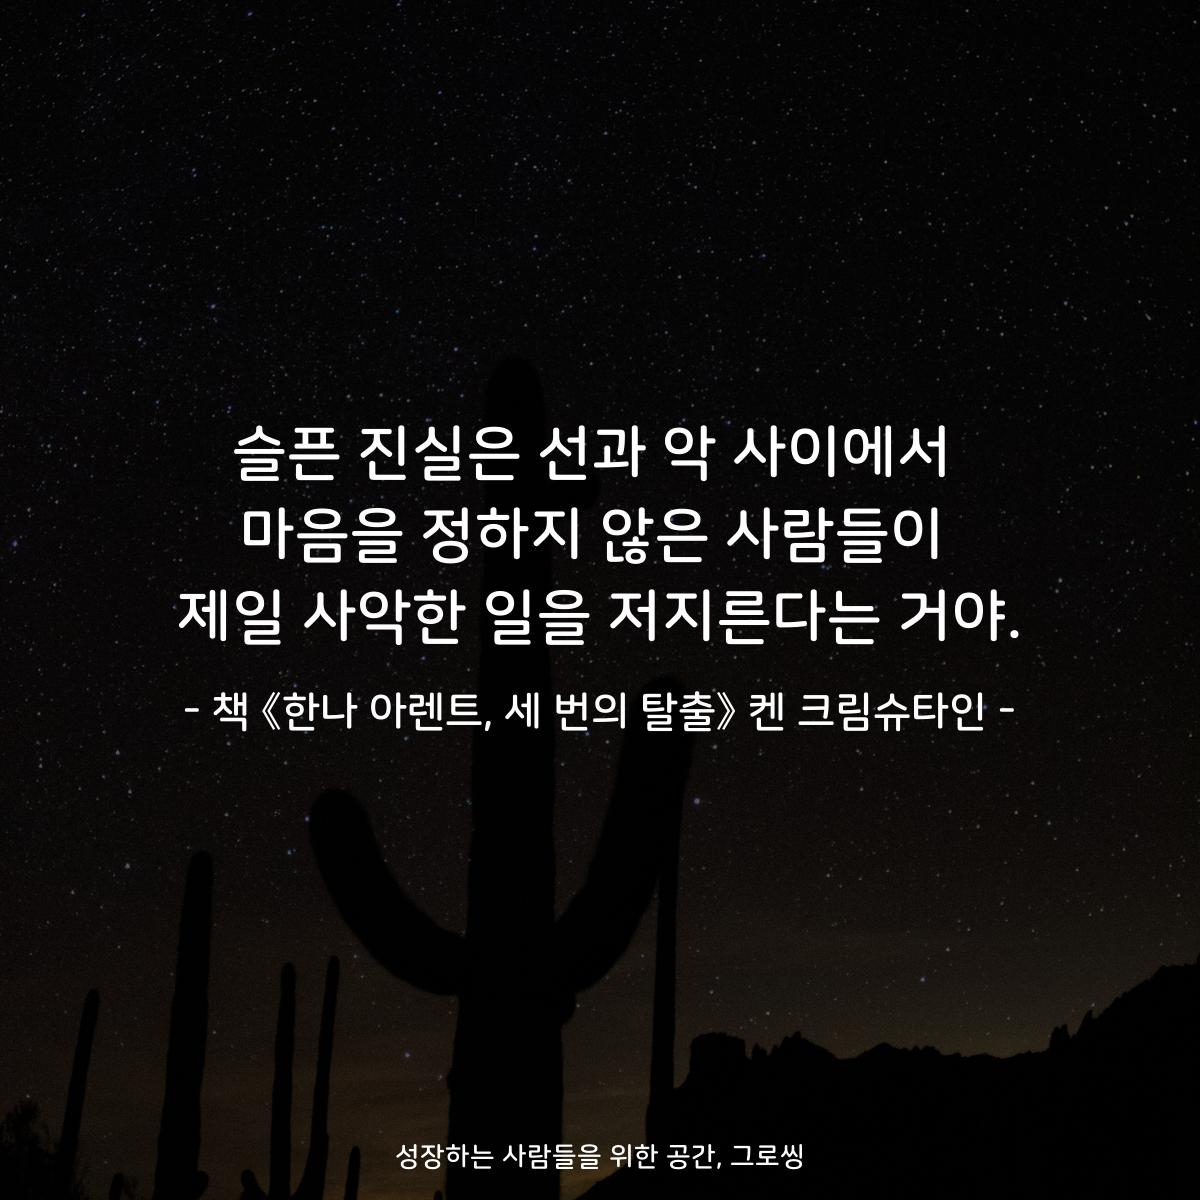 슬픈 진실은 선과 악 사이에서
마음을 정하지 않은 사람들이
제일 사악한 일을 저지른다는 거야.
- 책 《한나 아렌트, 세 번의 탈출》 켄 크림슈타인 -
성장하는 사람들을 위한 공간, 그로씽